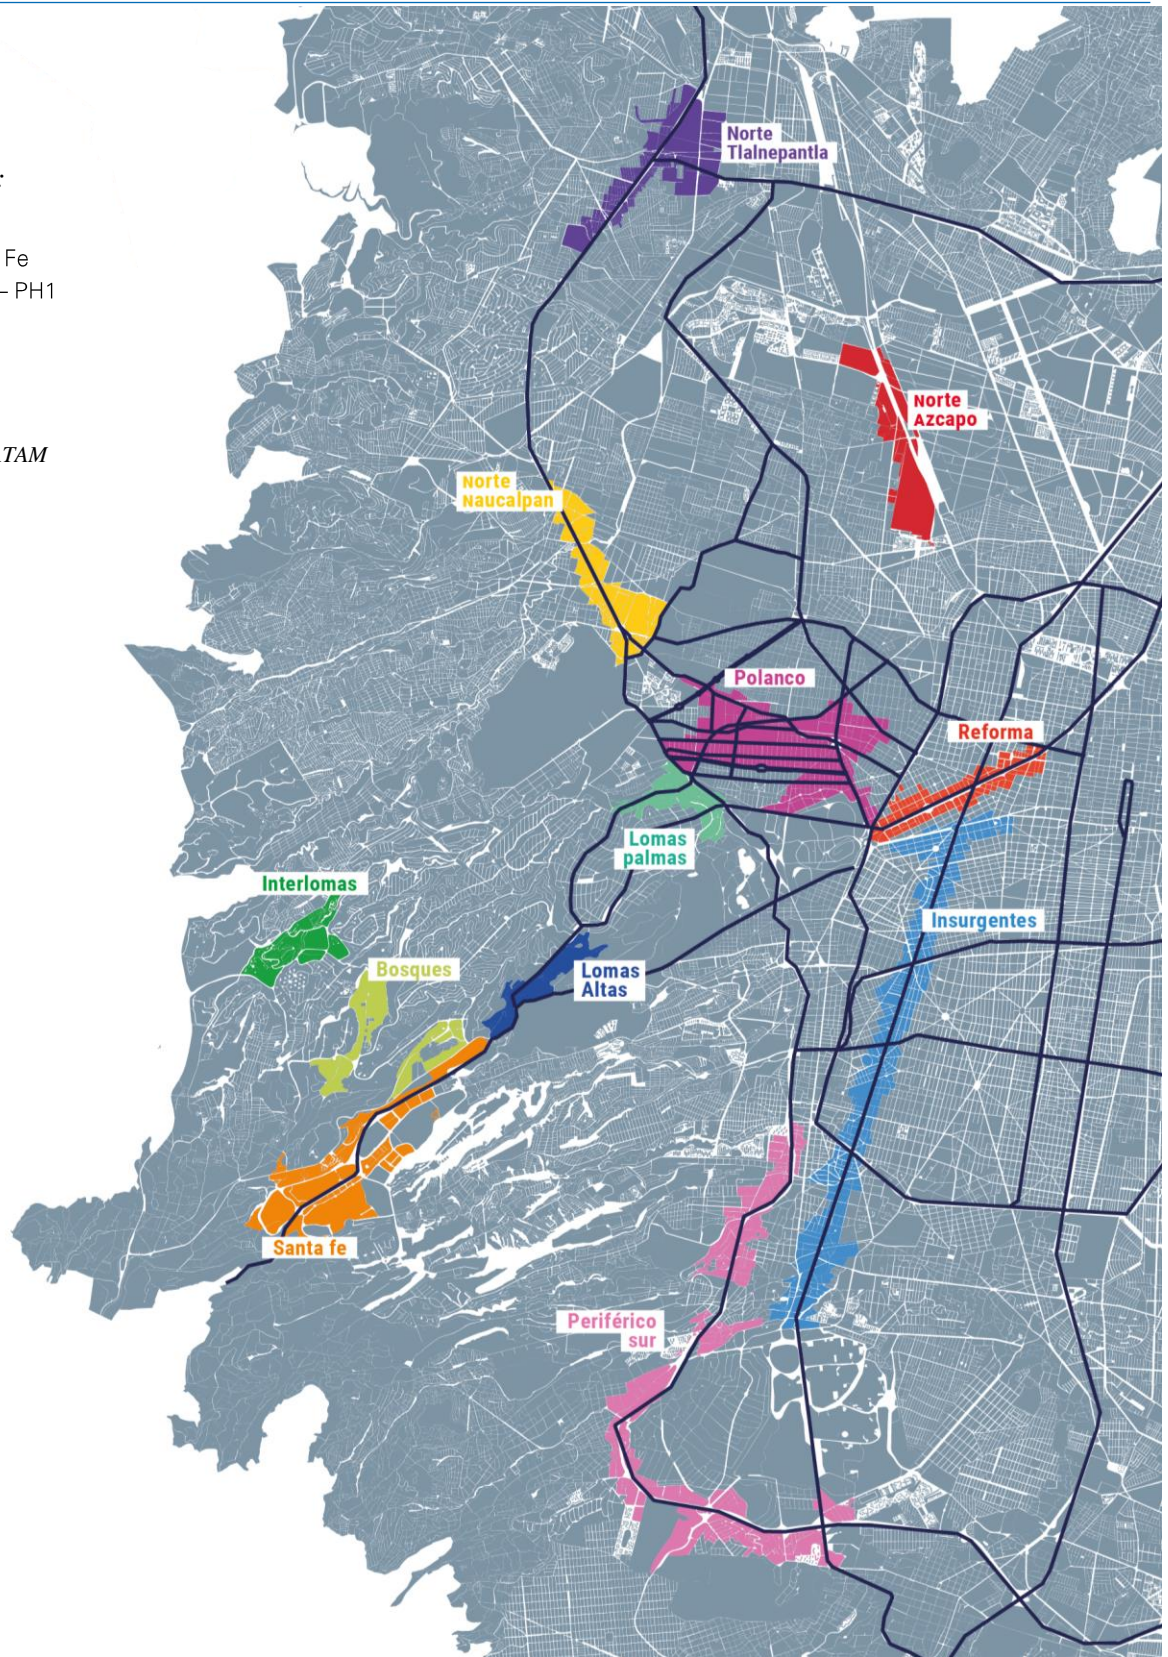 Fe
– PH1
TAM
Norte
Tlalnepantla
Norte
Azcapo
Norte
Naucalpan
Polanco
Reforma
Lomas
palmas
Interlomas
Insurgentes
Bosques
Lomas
Altas
Santa fe
Periférico
sur